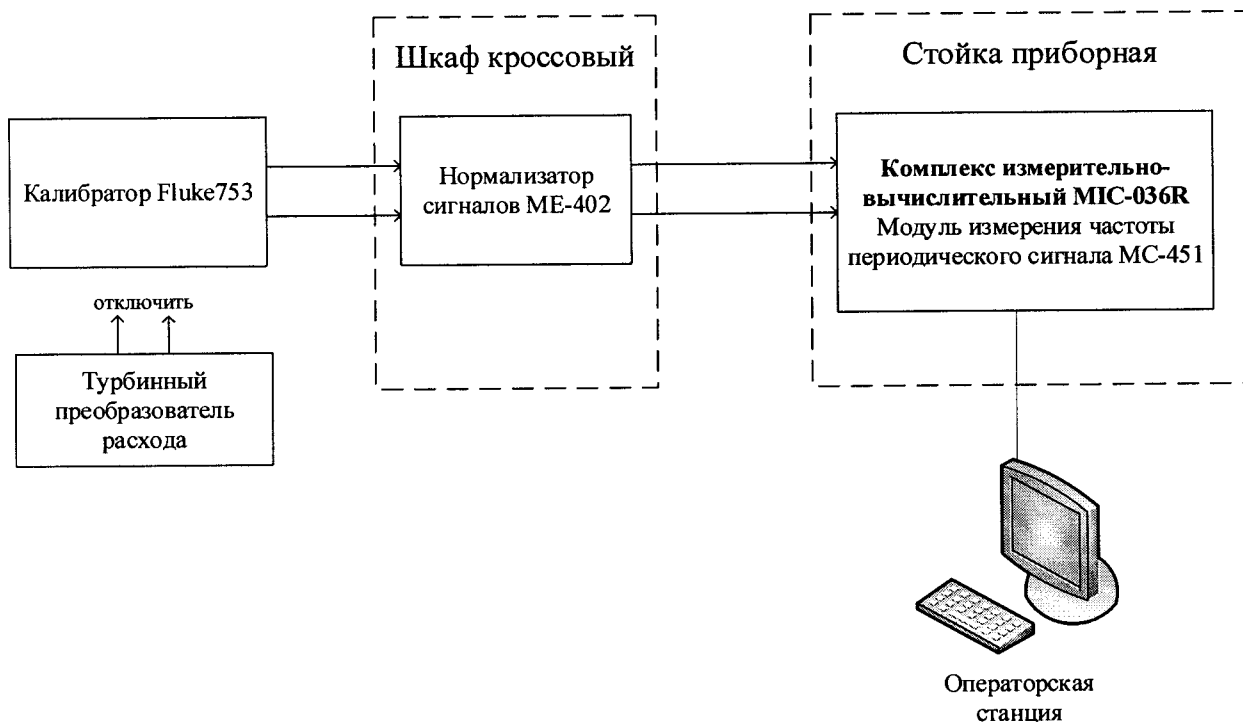 Шкаф кроссовый
Стойка приборная
Калибратор Fluke753
Нормализатор
сигналов МЕ-402
Комплекс измерительно-
вычислительный MIC-036R
Модуль измерения частоты
периодического сигнала МС-451
отключить
Турбинный
преобразователь
расхода
Операторская
станция